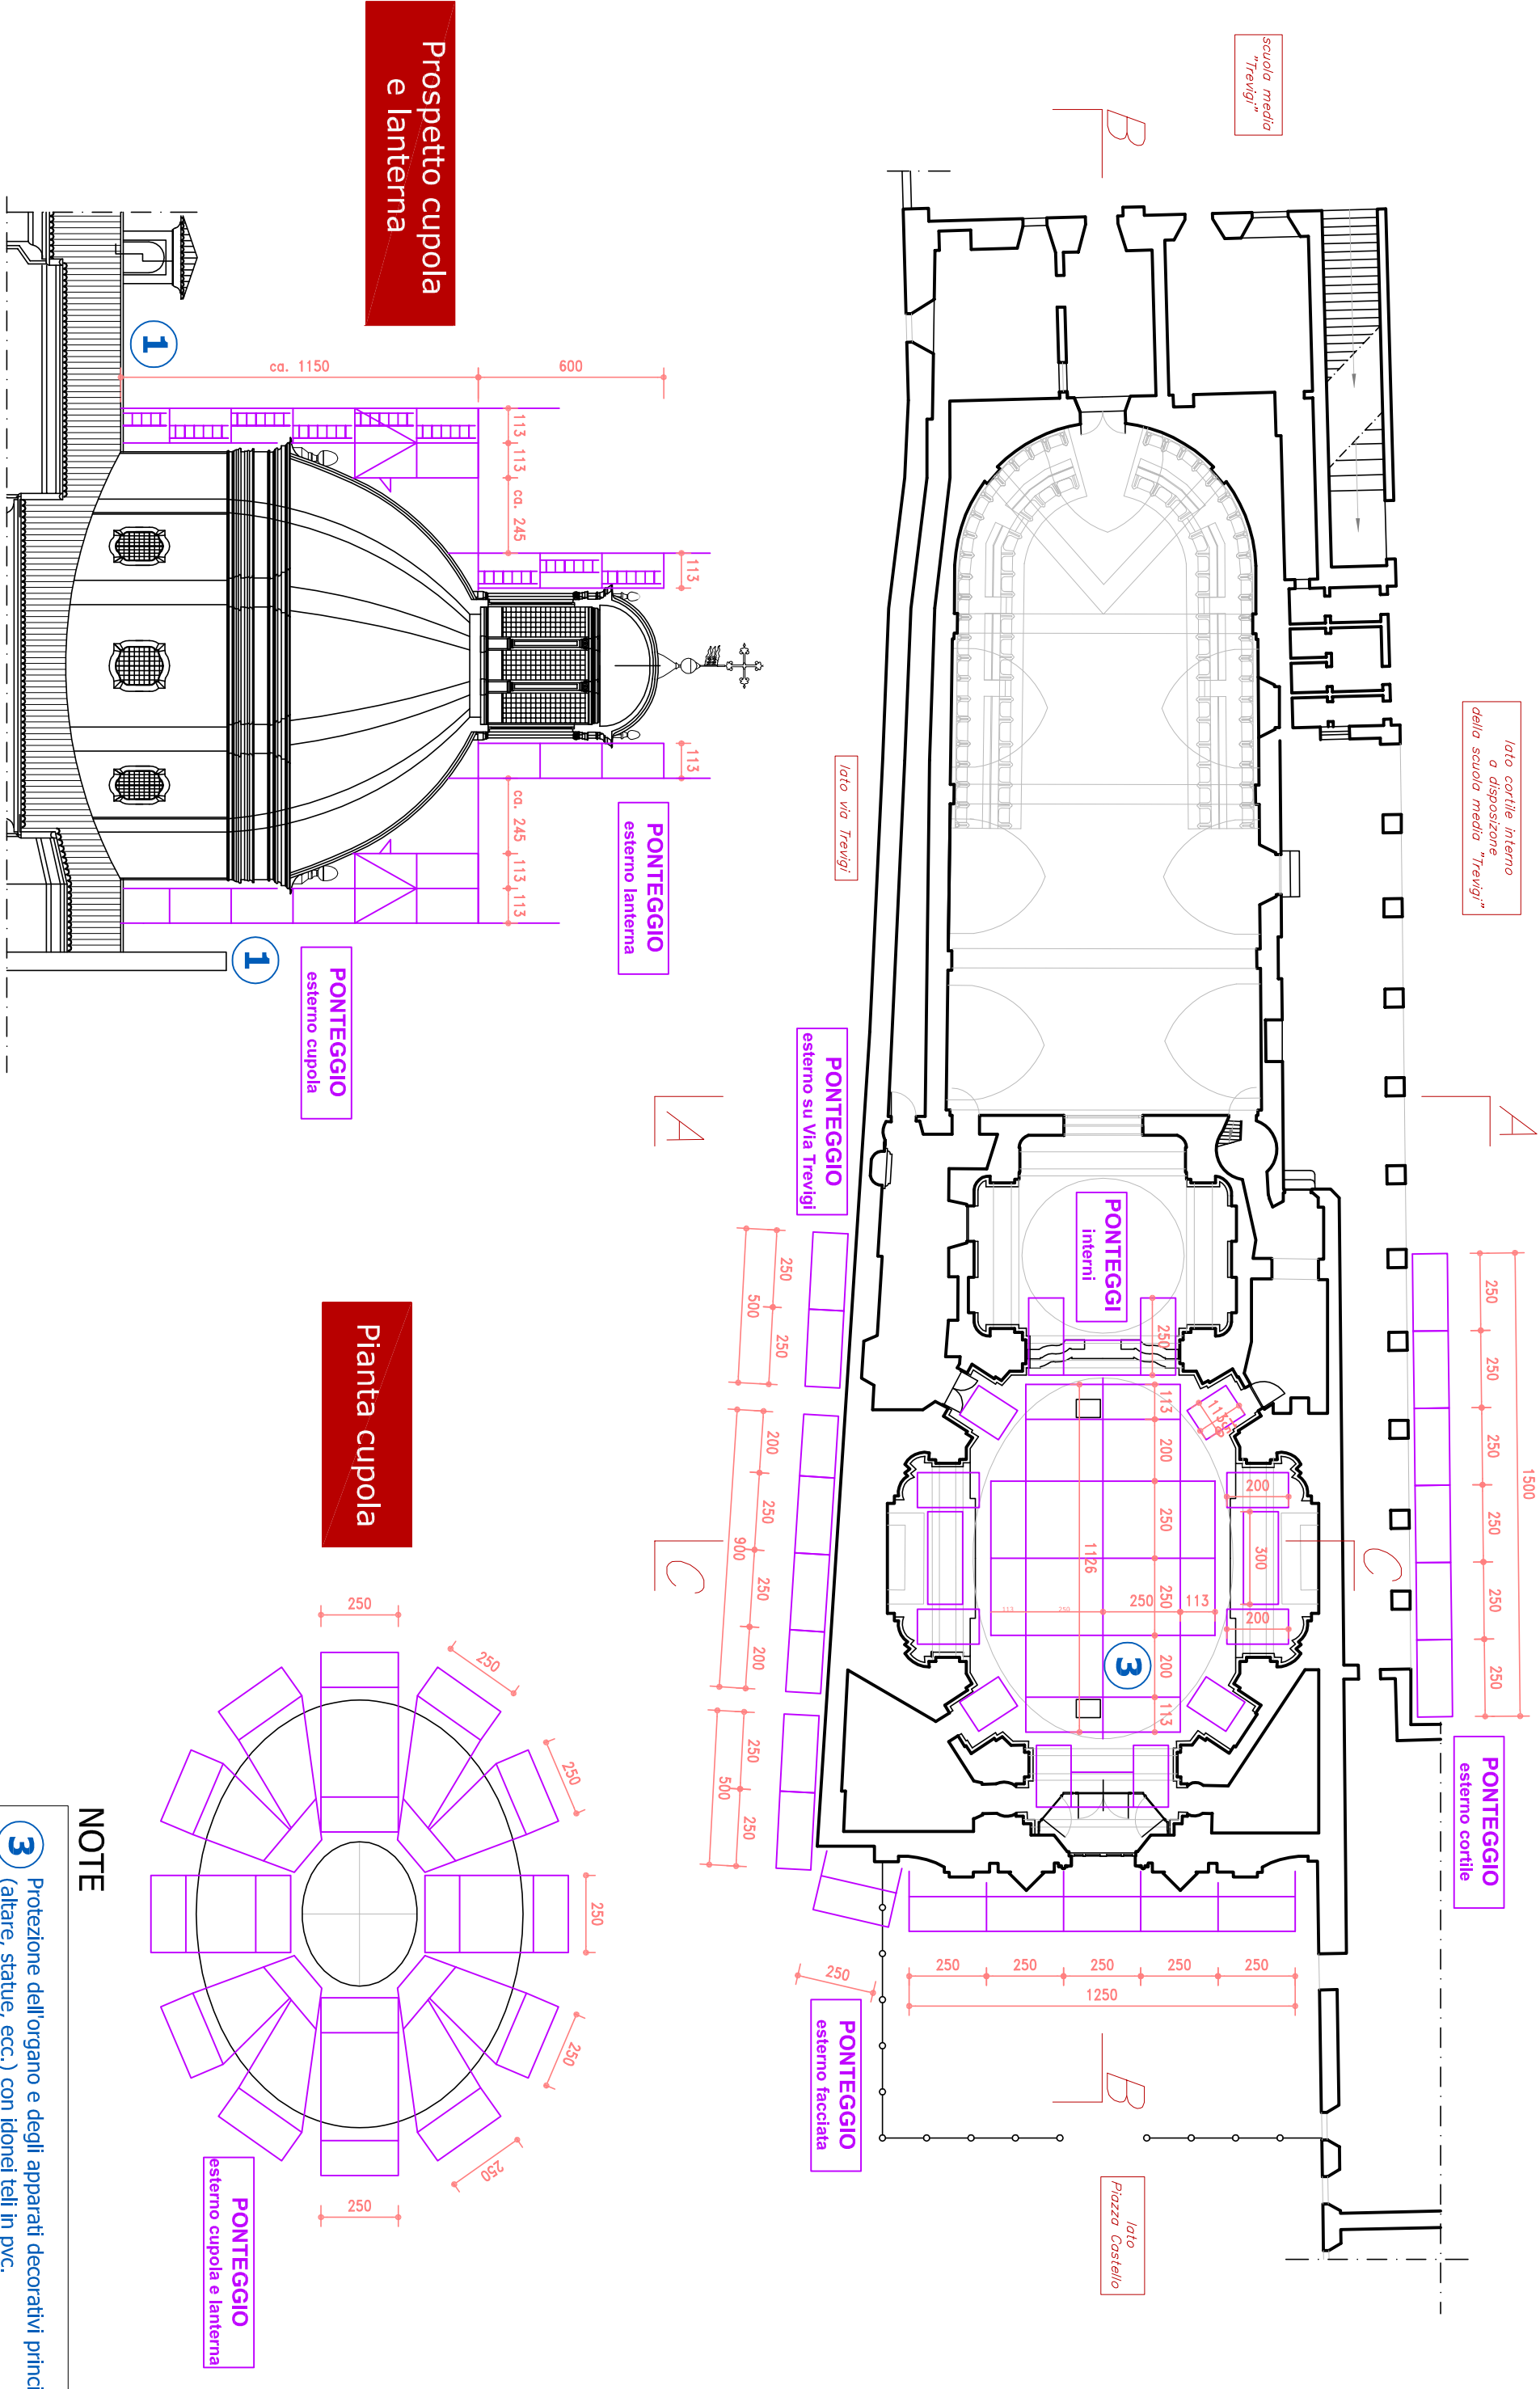 scuola media
"Trevigi"
B
lato cortile interno
a disposizone
della scuola media "Trevigi"
lato via Trevigi
A
A
Prospetto cupola
e lanterna
1
ca. 1150
600
113
113
ca. 245
113
113
ca. 245
113
113
PONTEGGIO
esterno lanterna
1
PONTEGGIO
esterno cupola
PONTEGGIO
esterno su Via Trevigi
250
250
500
200
250
250
200
900
250
250
500
PONTEGGI
interni
250
113
200
250
250
200
113
1126
250
113
113
250
200
300
200
3
C
C
250
250
250
250
250
250
1500
PONTEGGIO
esterno cortile
250
250
250
250
250
1250
250
PONTEGGIO
esterno facciata
B
lato
Piazza Castello
Pianta cupola
250
250
250
250
250
250
250
PONTEGGIO
esterno cupola e lanterna
NOTE
3
Protezione dell'organo e degli apparati decorativi princi
(altare, statue, ecc.) con idonei teli in pvc.